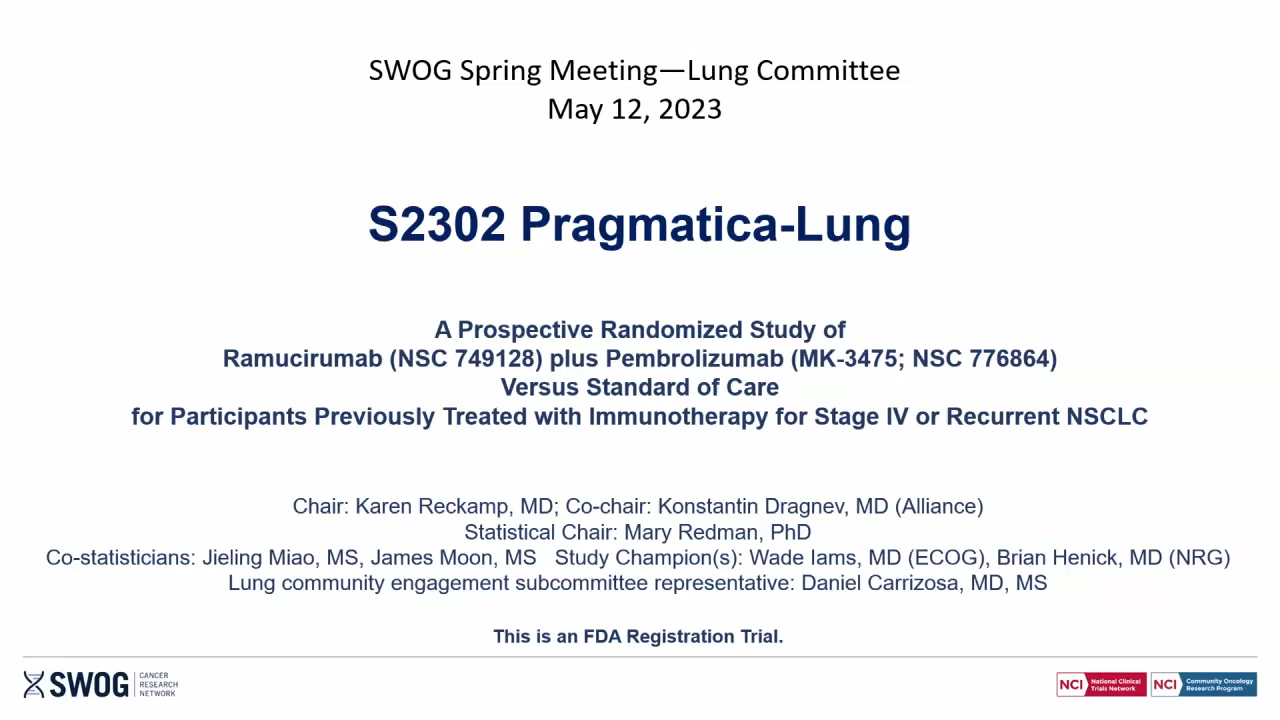 SWOG Spring Meeting—Lung Committee
May 12, 2023
S2302 Pragmatica-Lung
A Prospective Randomized Study of
Ramucirumab (NSC 749128) plus Pembrolizumab (MK-3475; NSC 776864)
Versus Standard of Care
for Participants Previously Treated with Immunotherapy for Stage IV or Recurrent NSCLC
Chair: Karen Reckamp, MD; Co-chair: Konstantin Dragnev, MD (Alliance)
Statistical Chair: Mary Redman, PhD
Co-statisticians: Jieling Miao, MS, James Moon, MS Study Champion(s): Wade Iams, MD (ECOG), Brian Henick, MD (NRG)
Lung community engagement subcommittee representative: Daniel Carrizosa, MD, MS
This is an FDA Registration Trial.
SWOG
CANCER
RESEARCH
NETWORK
NCI
National Clinical
Trials Network
NCI
Community Oncology
Research Program